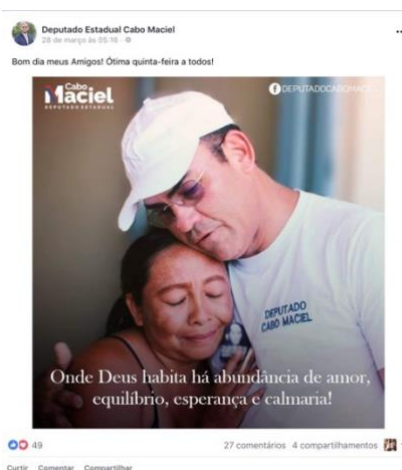 Deputado Estadual Cabo Maciel
28 de março às 05:18
Bom dia meus Amigos! Ótima quinta-feira a todos!
Cabo
Maciel
DEPUTADO ESTADUAL
DEPUTADOCABOMACIEL
DEPUTADO
CABO MACIEL
Onde Deus habita há abundância de amor,
equilíbrio, esperança e calmaria!
49
27 comentários 4 compartilhamentos
Curtir Comentar Compartilhar